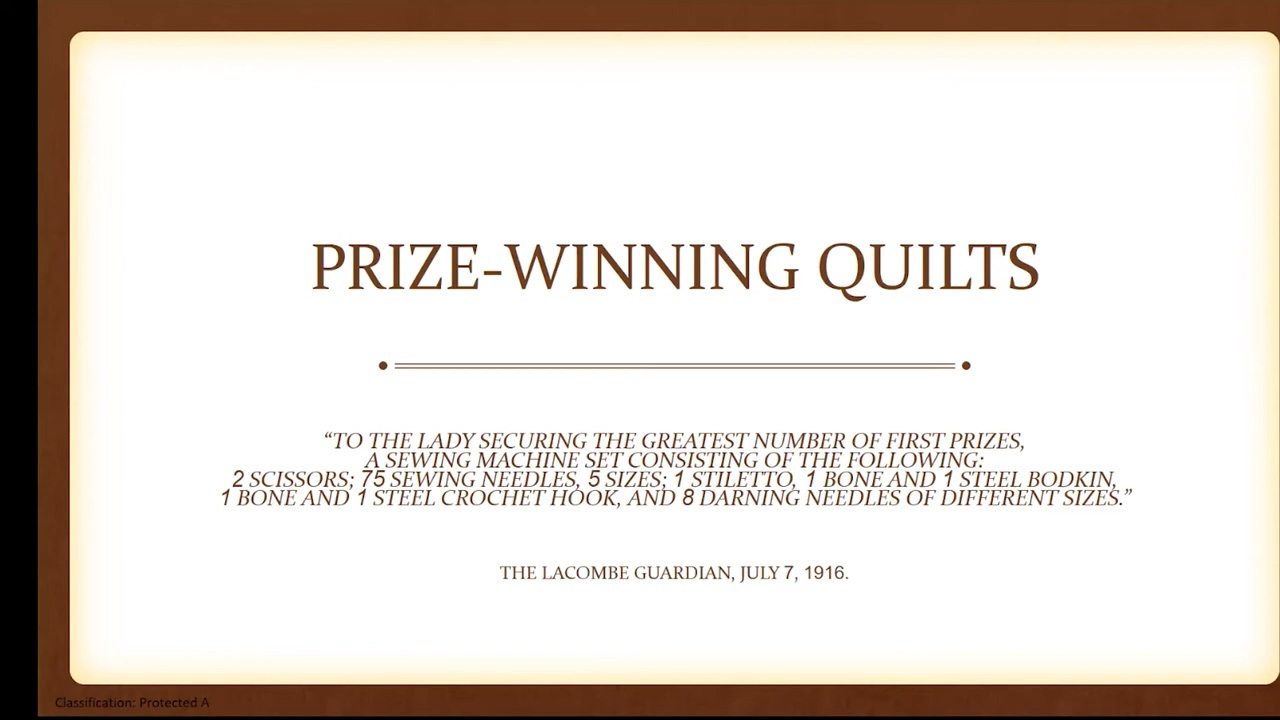 PRIZE-WINNING QUILTS
“TO THE LADY SECURING THE GREATEST NUMBER OF FIRST PRIZES,
A SEWING MACHINE SET CONSISTING OF THE FOLLOWING:
2 SCISSORS; 75 SEWING NEEDLES, 5 SIZES; 1 STILETTO, 1 BONE AND 1 STEEL BODKIN,
1 BONE AND 1 STEEL CROCHET HOOK, AND 8 DARNING NEEDLES OF DIFFERENT SIZES.”
THE LACOMBE GUARDIAN, JULY 7, 1916.
Classification: Protected A